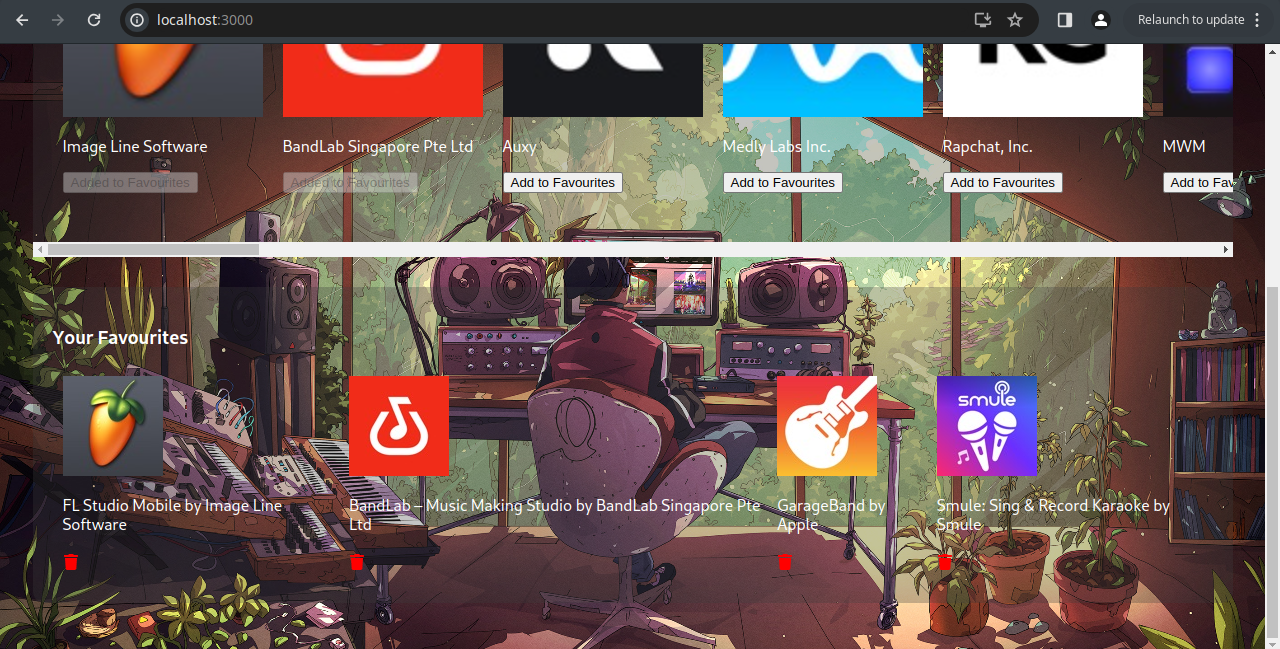 localhost:3000
Relaunch to update
RG
Image Line Software
BandLab Singapore Pte Ltd
Auxy
Medly Labs Inc.
Rapchat, Inc.
MWM
Added to Favourites
Added to Favourites
Add to Favourites
Add to Favourites
Add to Favourites
Add to Fav
Your Favourites
smule
FL Studio Mobile by Image Line
Software
BandLab – Music Making Studio by BandLab Singapore Pte
Ltd
GarageBand by
Apple
Smule: Sing & Record Karaoke by
Smule